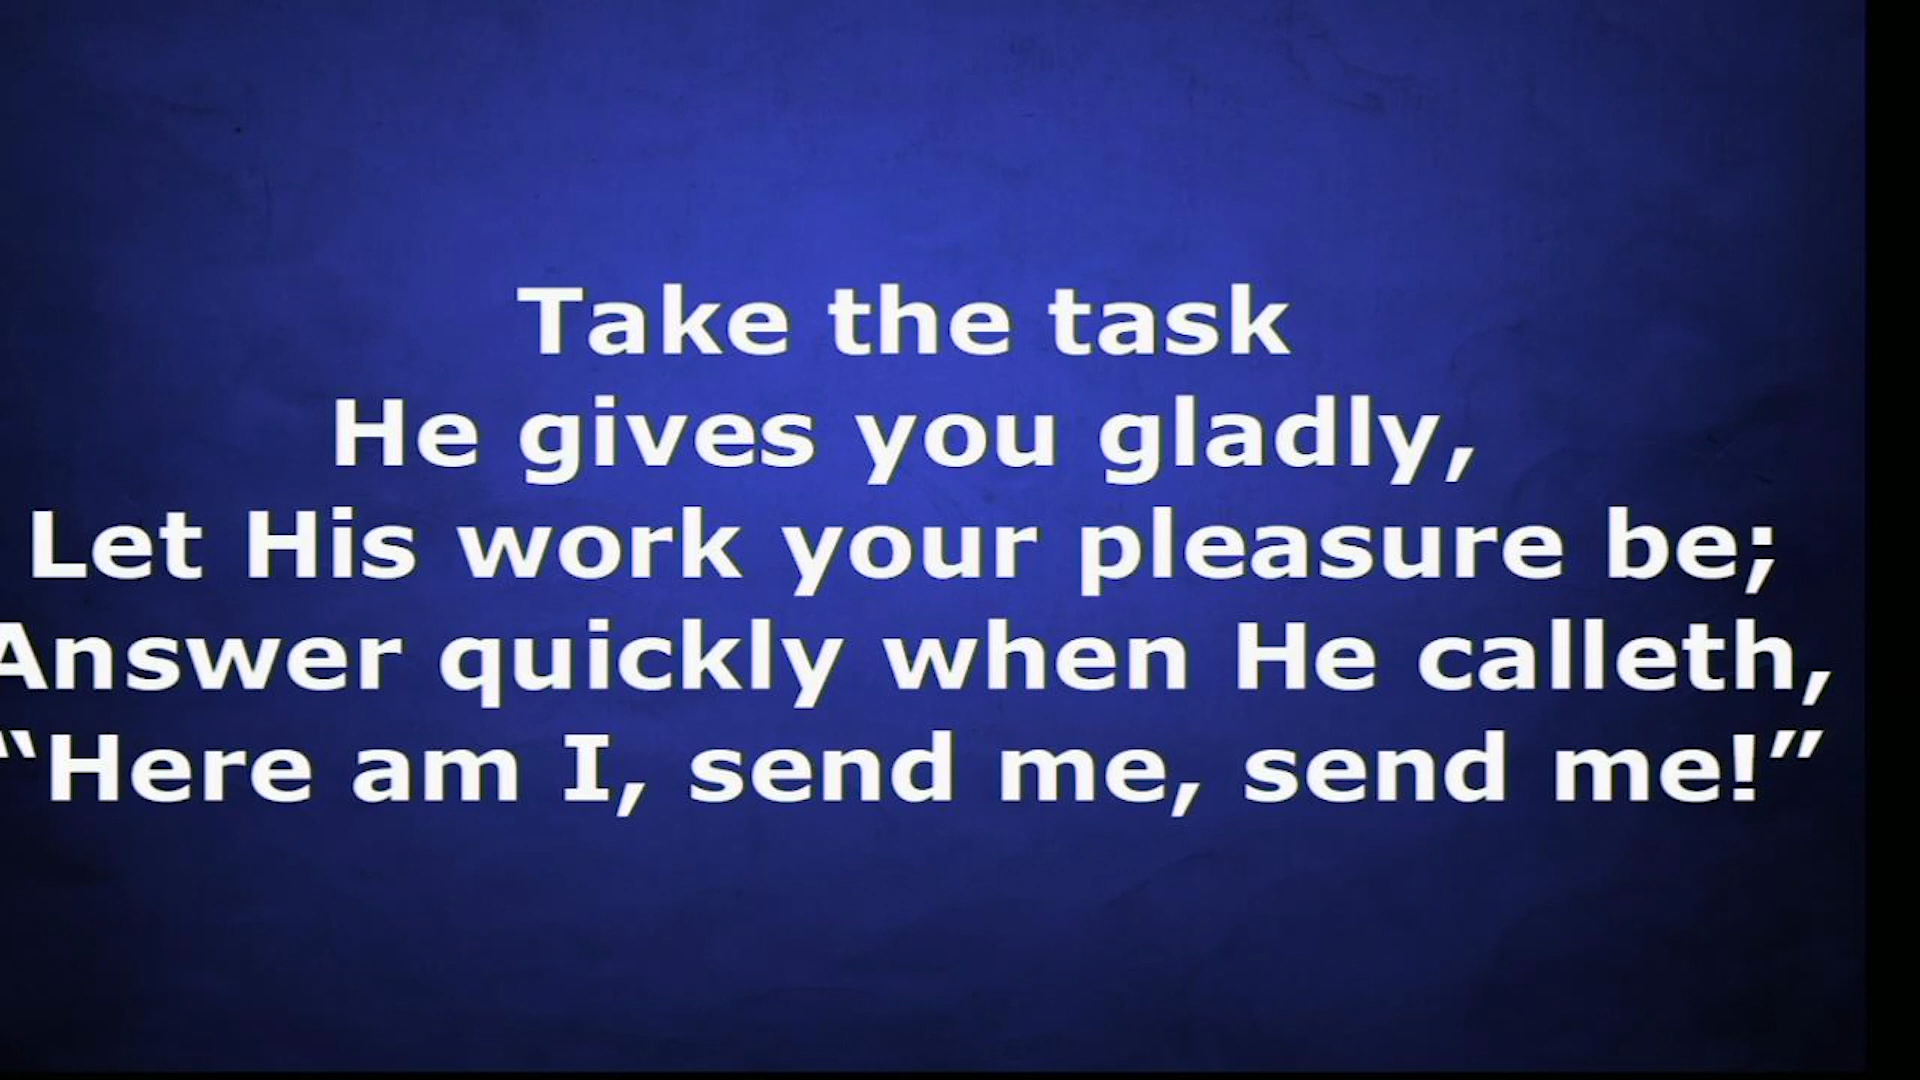 Take the task
He gives you gladly,
Let His work your pleasure be;
Answer quickly when He calleth,
“Here am I, send me, send me!”